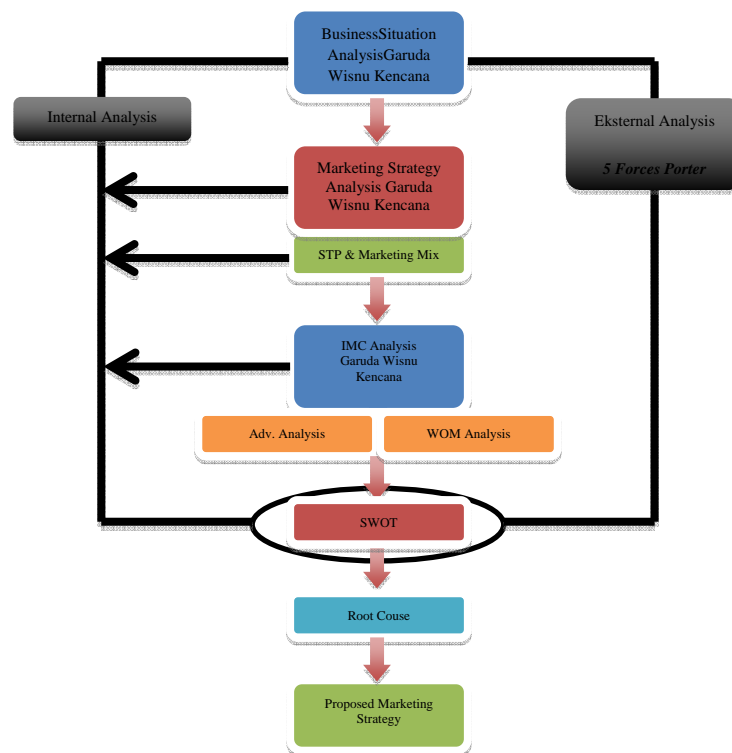 BusinessSituation
AnalysisGaruda
Wisnu Kencana
Internal Analysis
Eksternal Analysis
5 Forces Porter
Marketing Strategy
Analysis Garuda
Wisnu Kencana
STP & Marketing Mix
IMC Analysis
Garuda Wisnu
Kencana
Adv. Analysis
WOM Analysis
SWOT
Root Couse
Proposed Marketing
Strategy